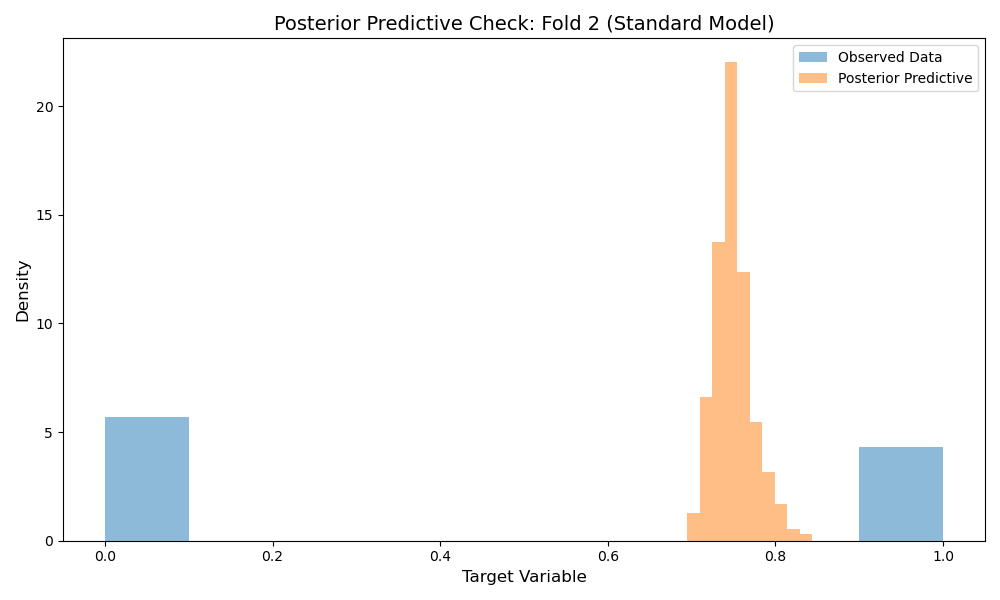 Posterior Predictive Check: Fold 2 (Standard Model)
Observed Data
Posterior Predictive
Density
20
15
10
5
0
0.0 0.2 0.4 0.6 0.8 1.0
Target Variable